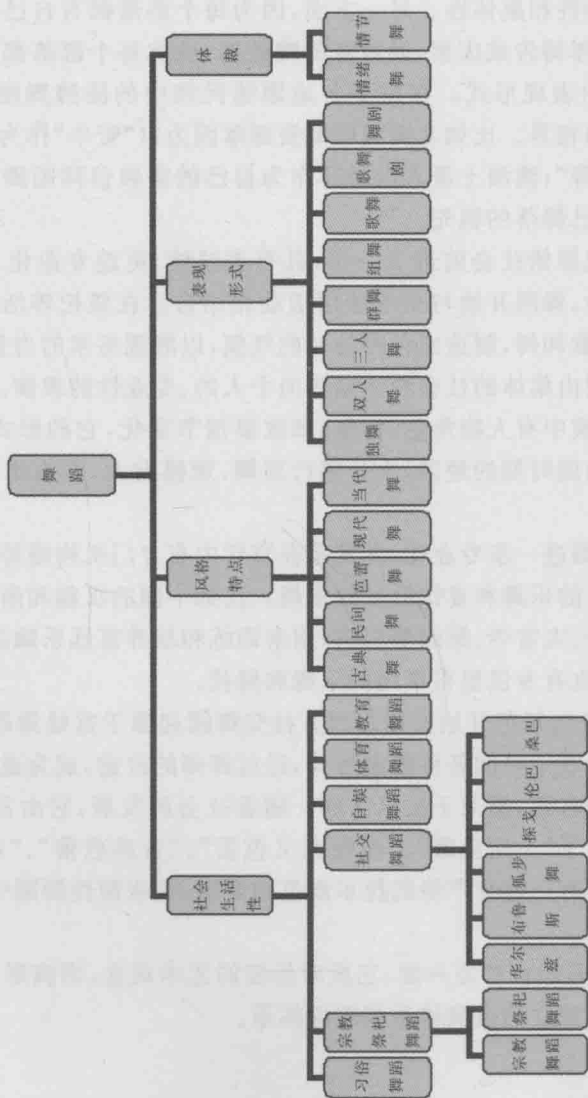 舞
蹈
社会
生活
性
风格
特点
表现
形式
体
裁
习俗
舞蹈
宗教
祭祀
舞蹈
社交
舞蹈
自娱
舞蹈
体育
舞蹈
教育
舞蹈
古典
舞
民间
舞
芭蕾
舞
现代
舞
当代
舞
独舞
双人
舞
三人
舞
群舞
组舞
歌舞
歌舞
剧
舞剧
情绪
舞
情节
舞
宗教
舞蹈
祭祀
舞蹈
华尔
兹
布鲁
斯
狐步
舞
探戈
伦巴
桑巴